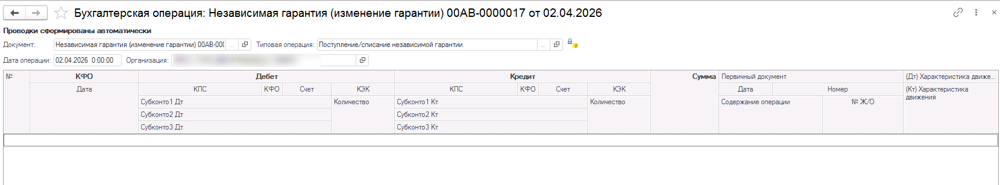 Бухгалтерская операция: Независимая гарантия (изменение гарантии) 00АВ-0000017 от 02.04.2026
Проводки сформированы автоматически
Документ: Независимая гарантия (изменение гарантии) 00АВ-000 ... Типовая операция: Поступление/списание независимой гарантии ...
Дата операции: 02.04.2026 0:00:00 Организация:
№ КФО Дебет Кредит Сумма Первичный документ (Дт) Характеристика движе...
Дата КПС КФО Счет КЭК КПС КФО Счет КЭК Дата Номер (Кт) Характеристика движения
Субконто1 Дт Количество Субконто1 Кт Количество Содержание операции № Ж/О
Субконто2 Дт Субконто2 Кт
Субконто3 Дт Субконто3 Кт